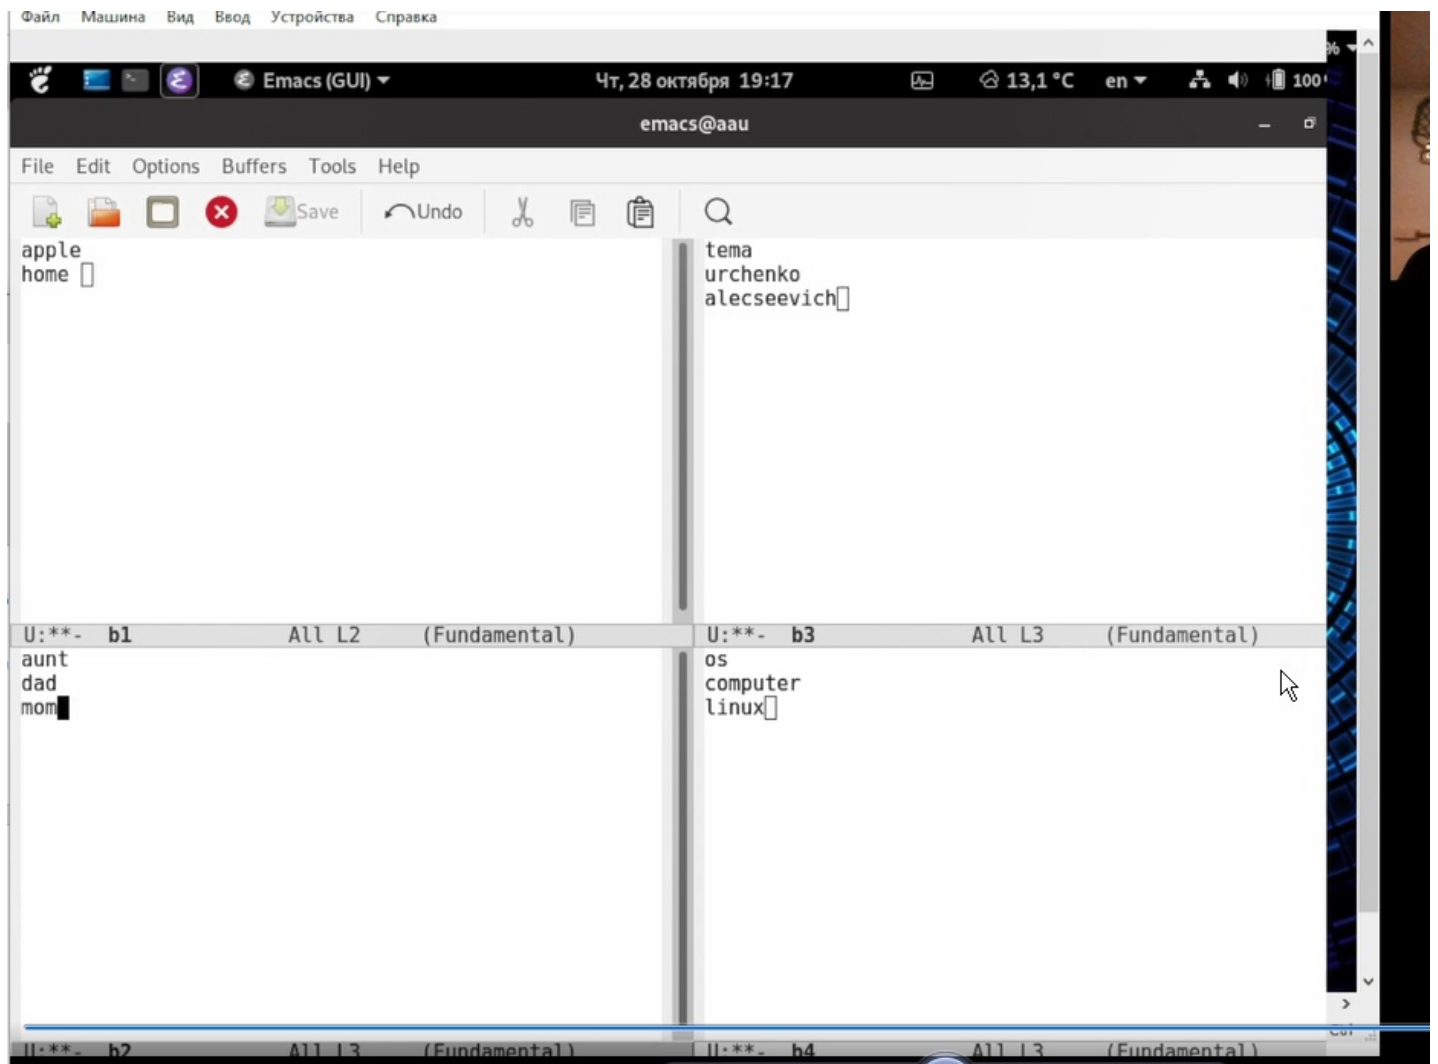 Файл Машина Вид Ввод Устройства Справка
%
Emacs (GUI) Чт, 28 октября 19:17 13,1 °C en 100
emacs@aau
File Edit Options Buffers Tools Help
Save Undo
apple
home
U:**- b1 All L2 (Fundamental)
tema
urchenko
alecseevich
U:**- b3 All L3 (Fundamental)
aunt
dad
mom
U:**- b2 All L3 (Fundamental)
os
computer
linux
U:**- b4 All L3 (Fundamental)